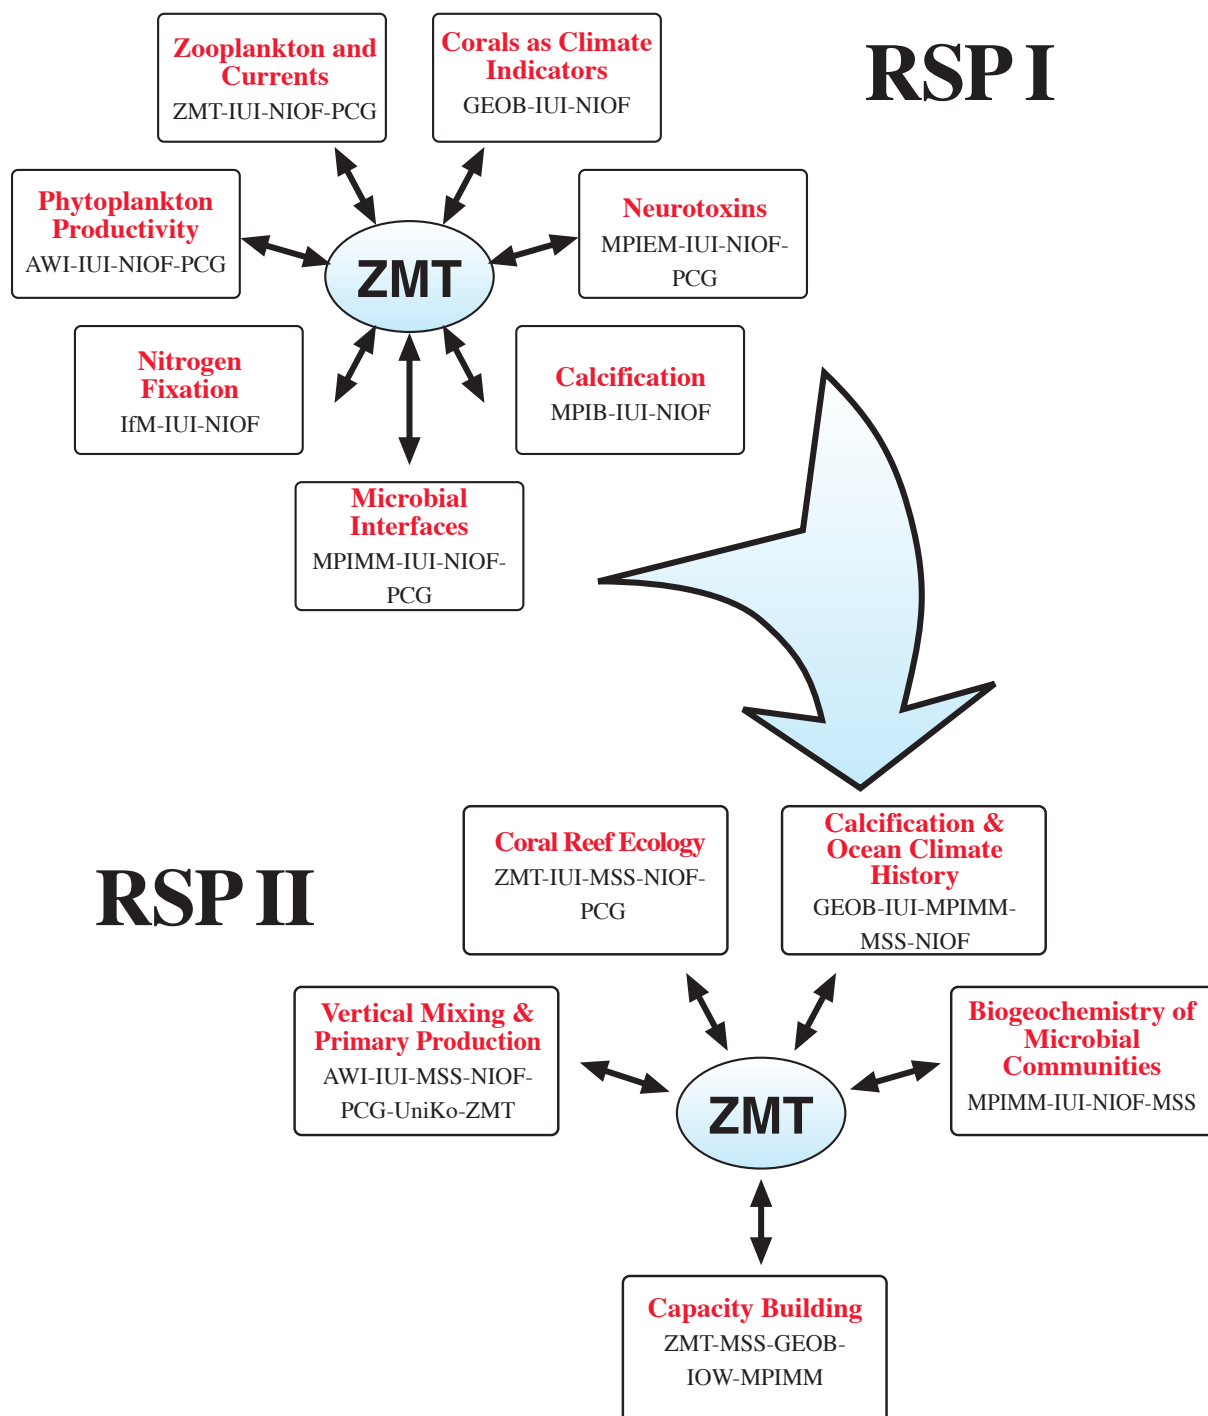 Zooplankton and
Currents
ZMT-IUI-NIOF-PCG
Corals as Climate
Indicators
GEOB-IUI-NIOF
RSP I
Phytoplankton
Productivity
AWI-IUI-NIOF-PCG
Neurotoxins
MPIEM-IUI-NIOF-
PCG
ZMT
Nitrogen
Fixation
IfM-IUI-NIOF
Calcification
MPIB-IUI-NIOF
Microbial
Interfaces
MPIMM-IUI-NIOF-
PCG
RSP II
Coral Reef Ecology
ZMT-IUI-MSS-NIOF-
PCG
Calcification &
Ocean Climate
History
GEOB-IUI-MPIMM-
MSS-NIOF
Vertical Mixing &
Primary Production
AWI-IUI-MSS-NIOF-
PCG-UniKo-ZMT
Biogeochemistry of
Microbial
Communities
MPIMM-IUI-NIOF-MSS
ZMT
Capacity Building
ZMT-MSS-GEOB-
IOW-MPIMM